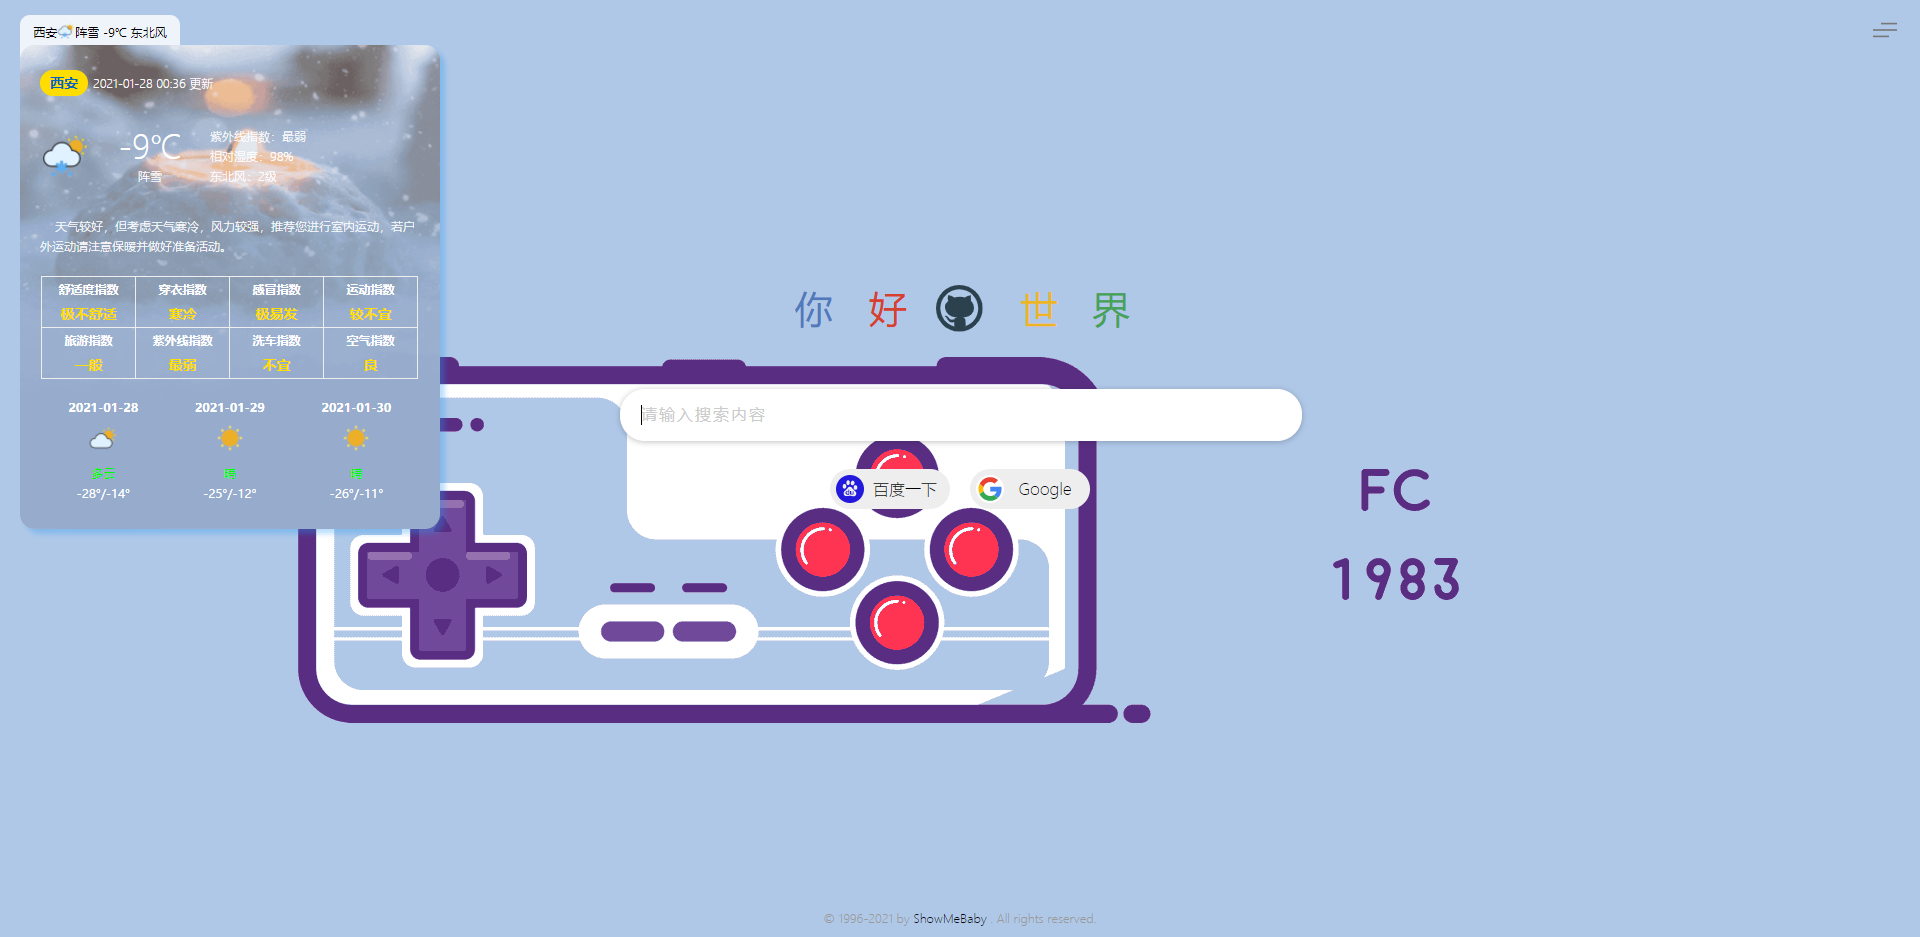 西安 阵雪 -9℃ 东北风
西安 2021-01-28 00:36 更新
-9℃
阵雪
紫外线指数：最弱
相对湿度：98%
东北风：2级
天气较好，但考虑天气寒冷，风力较强，推荐您进行室内运动，若户
外运动请注意保暖并做好准备活动。
舒适度指数 穿衣指数 感冒指数 运动指数
极不舒适 寒冷 极易发 较不宜
旅游指数 紫外线指数 洗车指数 空气指数
一般 最弱 不宜 良
2021-01-28 2021-01-29 2021-01-30
多云 晴 晴
-28°/-14° -25°/-12° -26°/-11°
你 好 世 界
请输入搜索内容
百度一下 Google
FC
1983
© 1996-2021 by ShowMeBaby . All rights reserved.